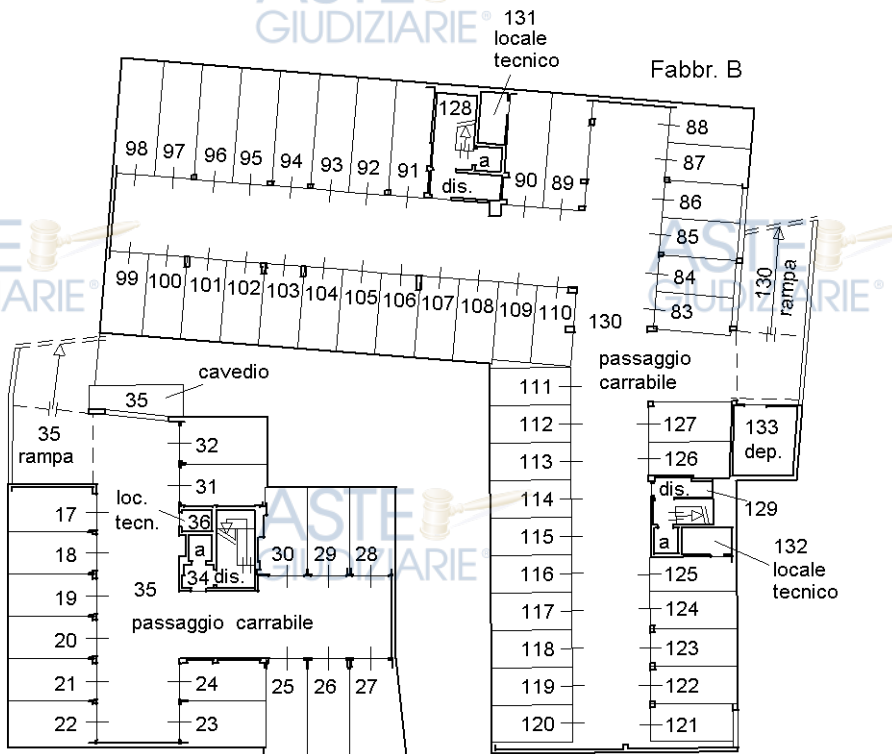 ASTE
GIUDIZIARIE®
131
locale
tecnico
Fabbr. B
128
88
98 97 96 95 94 93 92 91
a
dis.
90 89
87
86
85
84
83
130
rampa
ASTE
GIUDIZIARIE®
ASTE
GIUDIZIARIE®
99 100 101 102 103 104 105 106 107 108 109 110
130
passaggio
carrabile
cavedio
35
35
rampa
111
112
113
114
115
116
117
118
119
120
127
126
133
dep.
dis.
129
a
132
locale
tecnico
125
124
123
122
121
32
31
loc.
tecn.
36
a
34 dis.
ASTE
GIUDIZIARIE®
30 29 28
17
18
19
20
21
22
35
passaggio carrabile
24
23
25 26 27